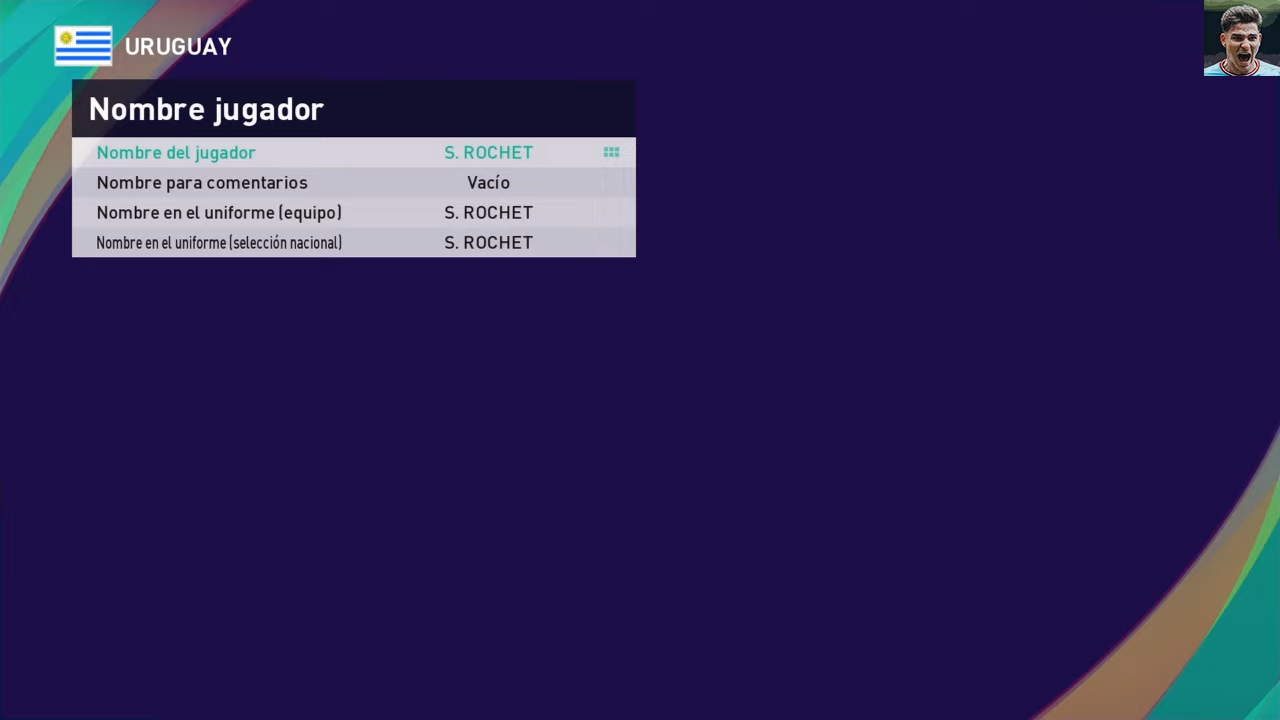 URUGUAY
Nombre jugador
Nombre del jugador S. ROCHET
Nombre para comentarios Vacío
Nombre en el uniforme (equipo) S. ROCHET
Nombre en el uniforme (selección nacional) S. ROCHET